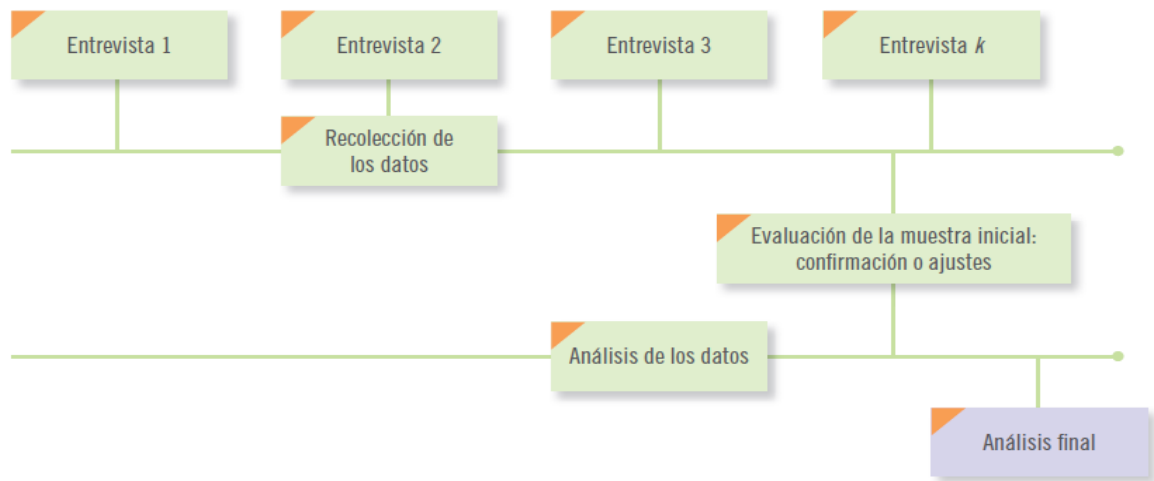 Entrevista 1
Entrevista 2
Entrevista 3
Entrevista k
Recolección de
los datos
Evaluación de la muestra inicial:
confirmación o ajustes
Análisis de los datos
Análisis final